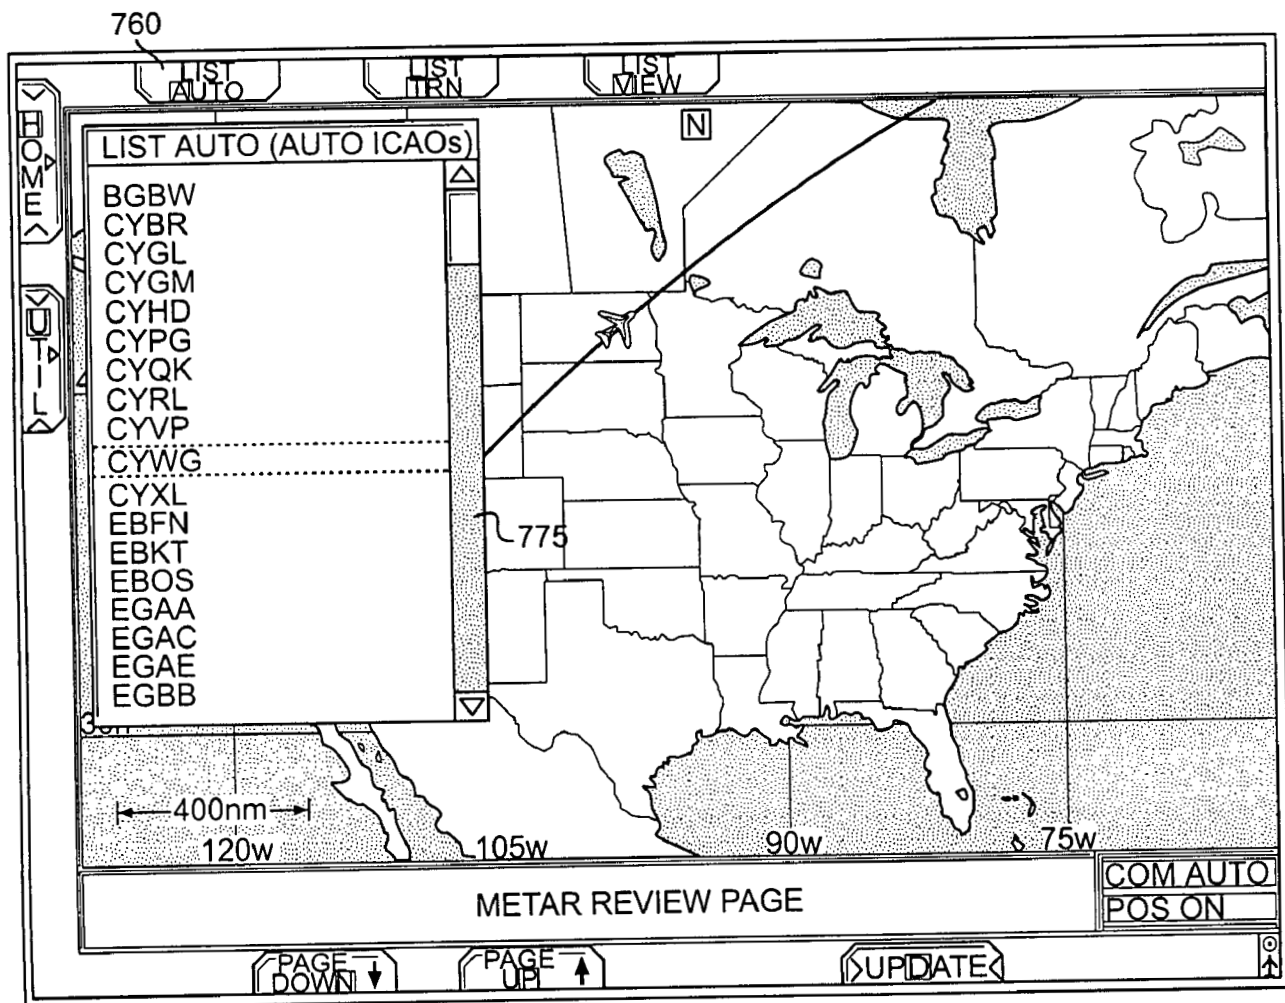 760
LIST
AUTO
LIST
TRN
LIST
VIEW
HOME
UTIL
N
LIST AUTO (AUTO ICAOs)
BGBW
CYBR
CYGL
CYGM
CYHD
CYPG
CYQK
CYRL
CYVP
CYWG
CYXL
EBFN
EBKT
EBOS
EGAA
EGAC
EGAE
EGBB
775
400nm
120w
105w
90w
75w
METAR REVIEW PAGE
COM AUTO
POS ON
PAGE
DOWN
PAGE
UP
>UPDATE<